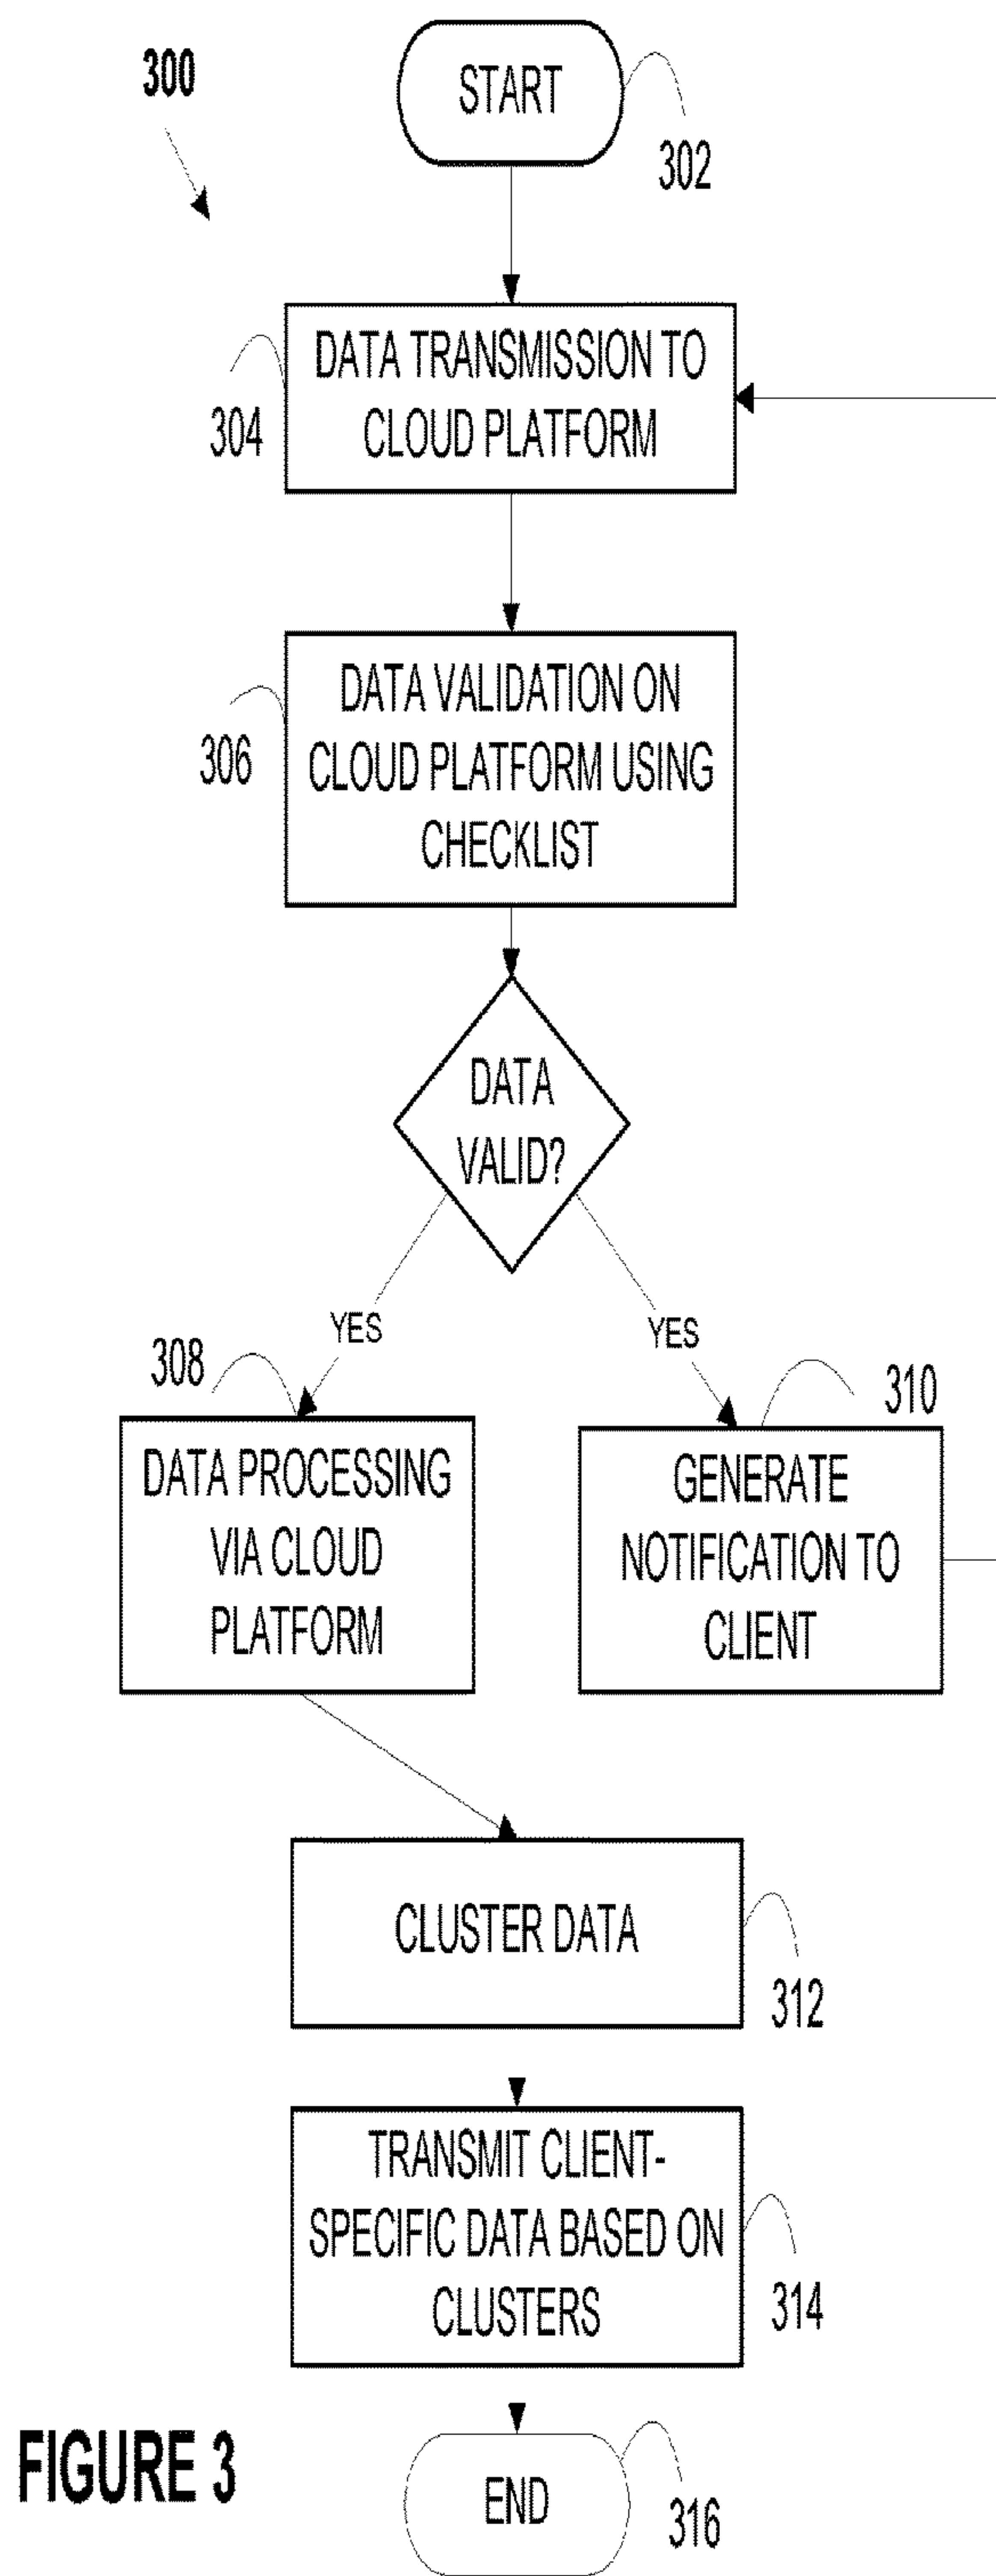 300
START
302
DATA TRANSMISSION TO
CLOUD PLATFORM
304
DATA VALIDATION ON
CLOUD PLATFORM USING
CHECKLIST
306
DATA
VALID?
YES
YES
308
310
DATA PROCESSING
VIA CLOUD
PLATFORM
GENERATE
NOTIFICATION TO
CLIENT
CLUSTER DATA
312
TRANSMIT CLIENT-
SPECIFIC DATA BASED ON
CLUSTERS
314
FIGURE 3
END
316